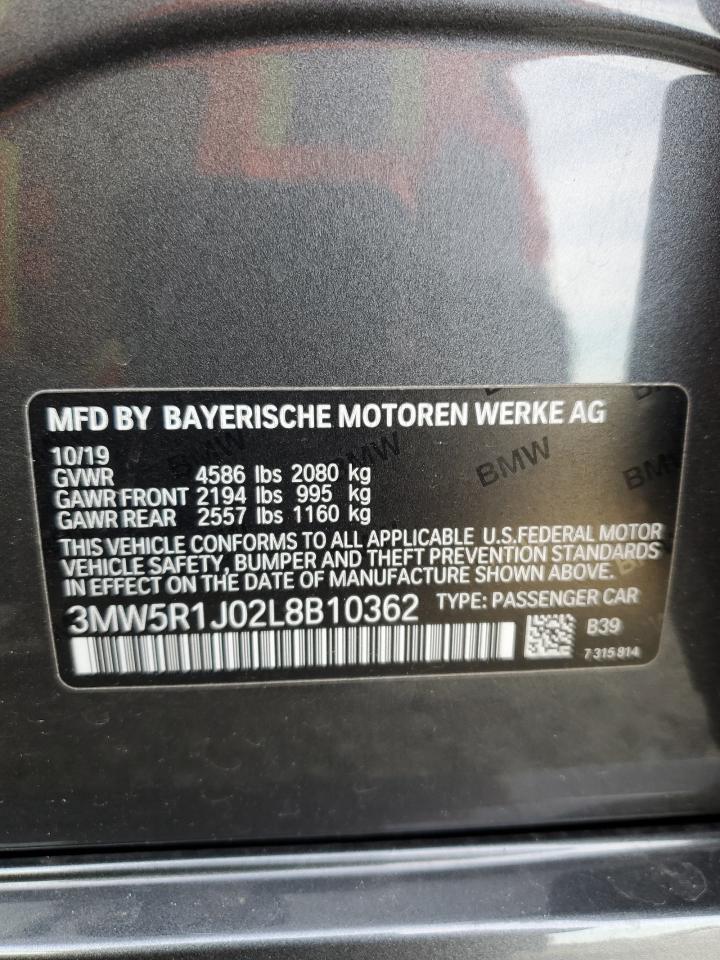 MFD BY BAYERISCHE MOTOREN WERKE AG
10/19
GVWR 4586 lbs 2080 kg
GAWR FRONT 2194 lbs 995 kg
GAWR REAR 2557 lbs 1160 kg
THIS VEHICLE CONFORMS TO ALL APPLICABLE U.S.FEDERAL MOTOR
VEHICLE SAFETY, BUMPER AND THEFT PREVENTION STANDARDS
IN EFFECT ON THE DATE OF MANUFACTURE SHOWN ABOVE.
3MW5R1J02L8B10362 TYPE: PASSENGER CAR
B39
7 315 814
BMW
BMW
BMW